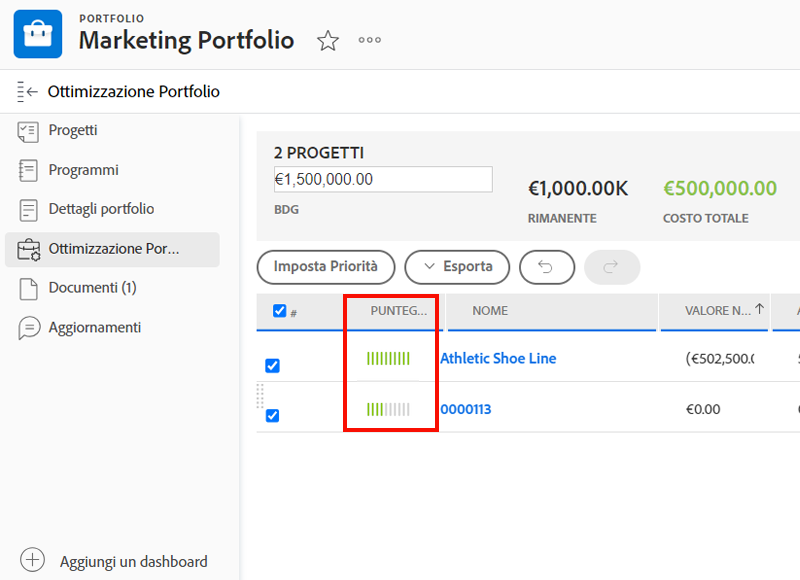 PORTFOLIO
Marketing Portfolio
Ottimizzazione Portfolio
Progetti
Programmi
Dettagli portfolio
Ottimizzazione Por...
Documenti (1)
Aggiornamenti
Aggiungi un dashboard
2 PROGETTI
€1,500,000.00
BDG
€1,000.00K
RIMANENTE
€500,000.00
COSTO TOTALE
Imposta Priorità
Esporta
# PUNTEG... NOME VALORE N...
Athletic Shoe Line (€502,500.0
0000113 €0.00